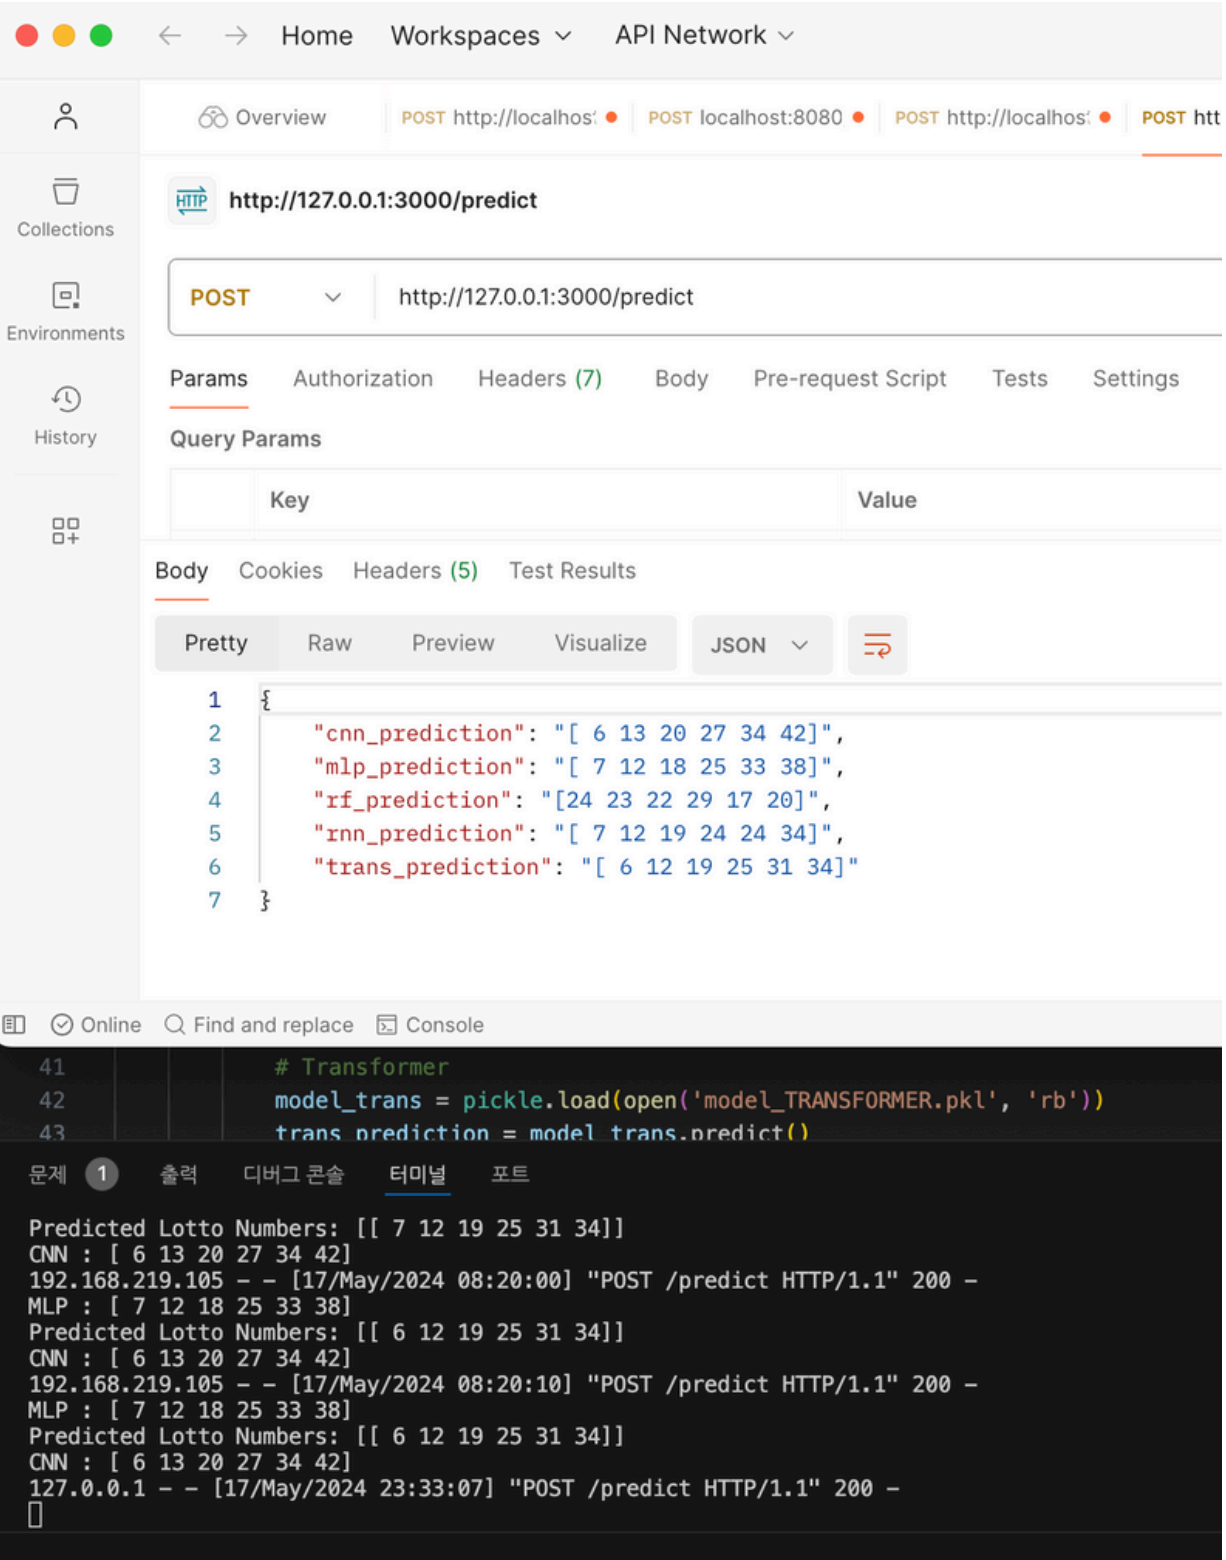 Home Workspaces API Network
Overview POST http://localhos POST localhost:8080 POST http://localhos POST htt
HTTP http://127.0.0.1:3000/predict
Collections
POST http://127.0.0.1:3000/predict
Environments
Params Authorization Headers (7) Body Pre-request Script Tests Settings
History
Query Params
Key Value
Body Cookies Headers (5) Test Results
Pretty Raw Preview Visualize JSON
1 {
2 "cnn_prediction": "[ 6 13 20 27 34 42]",
3 "mlp_prediction": "[ 7 12 18 25 33 38]",
4 "rf_prediction": "[24 23 22 29 17 20]",
5 "rnn_prediction": "[ 7 12 19 24 24 34]",
6 "trans_prediction": "[ 6 12 19 25 31 34]"
7 }
Online Find and replace Console
41 # Transformer
42 model_trans = pickle.load(open('model_TRANSFORMER.pkl', 'rb'))
43 trans_prediction = model_trans.predict()
문제 1 출력 디버그 콘솔 터미널 포트
Predicted Lotto Numbers: [[ 7 12 19 25 31 34]]
CNN : [ 6 13 20 27 34 42]
192.168.219.105 - - [17/May/2024 08:20:00] "POST /predict HTTP/1.1" 200 -
MLP : [ 7 12 18 25 33 38]
Predicted Lotto Numbers: [[ 6 12 19 25 31 34]]
CNN : [ 6 13 20 27 34 42]
192.168.219.105 - - [17/May/2024 08:20:10] "POST /predict HTTP/1.1" 200 -
MLP : [ 7 12 18 25 33 38]
Predicted Lotto Numbers: [[ 6 12 19 25 31 34]]
CNN : [ 6 13 20 27 34 42]
127.0.0.1 - - [17/May/2024 23:33:07] "POST /predict HTTP/1.1" 200 -